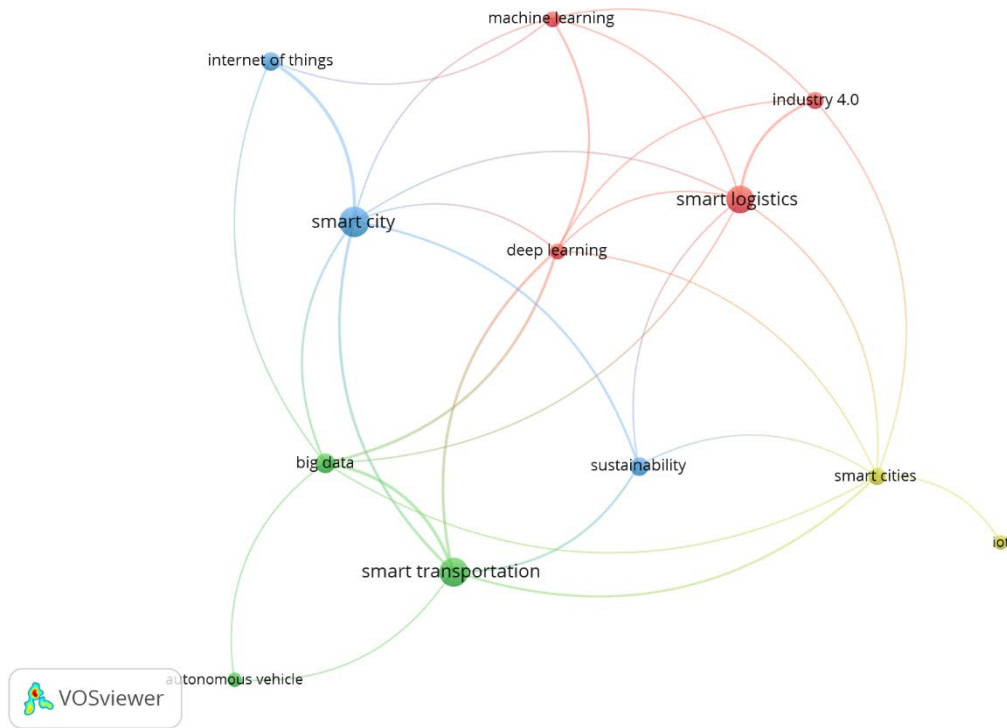 machine learning
internet of things
industry 4.0
smart logistics
smart city
deep learning
big data
sustainability
smart cities
iot
smart transportation
autonomous vehicle
VOSviewer